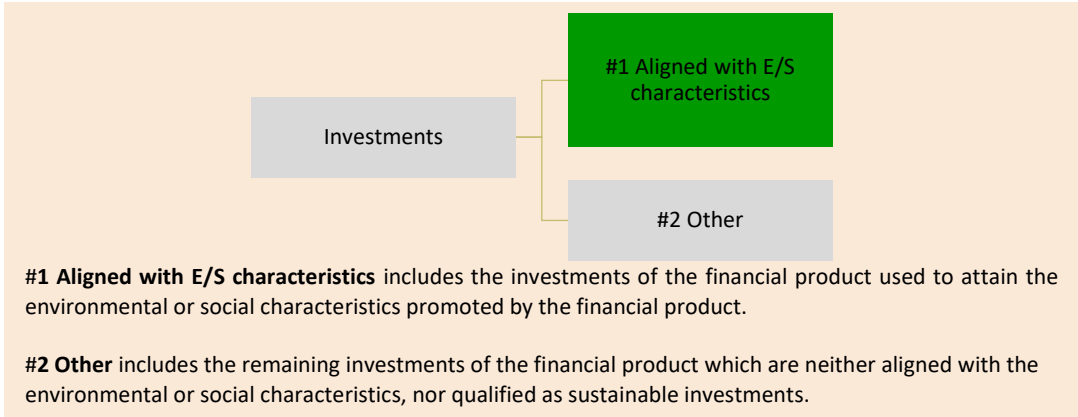 #1 Aligned with E/S
characteristics
Investments
#2 Other
#1 Aligned with E/S characteristics includes the investments of the financial product used to attain the
environmental or social characteristics promoted by the financial product.
#2 Other includes the remaining investments of the financial product which are neither aligned with the
environmental or social characteristics, nor qualified as sustainable investments.